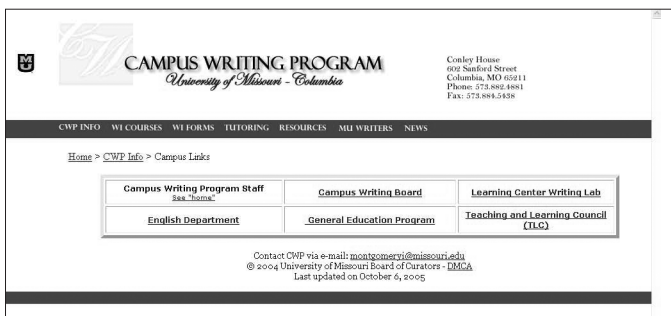 MU
CW
CAMPUS WRITING PROGRAM
University of Missouri - Columbia
Conley House
602 Sanford Street
Columbia, MO 65211
Phone: 573.882.4881
Fax: 573.884.5438
CWP INFO WI COURSES WI FORMS TUTORING RESOURCES MU WRITERS NEWS
Home > CWP Info > Campus Links
Campus Writing Program Staff
See "home"
Campus Writing Board
Learning Center Writing Lab
English Department
General Education Program
Teaching and Learning Council
(TLC)
Contact CWP via e-mail: montgomeryi@missouri.edu
© 2004 University of Missouri Board of Curators - DMCA
Last updated on October 6, 2005